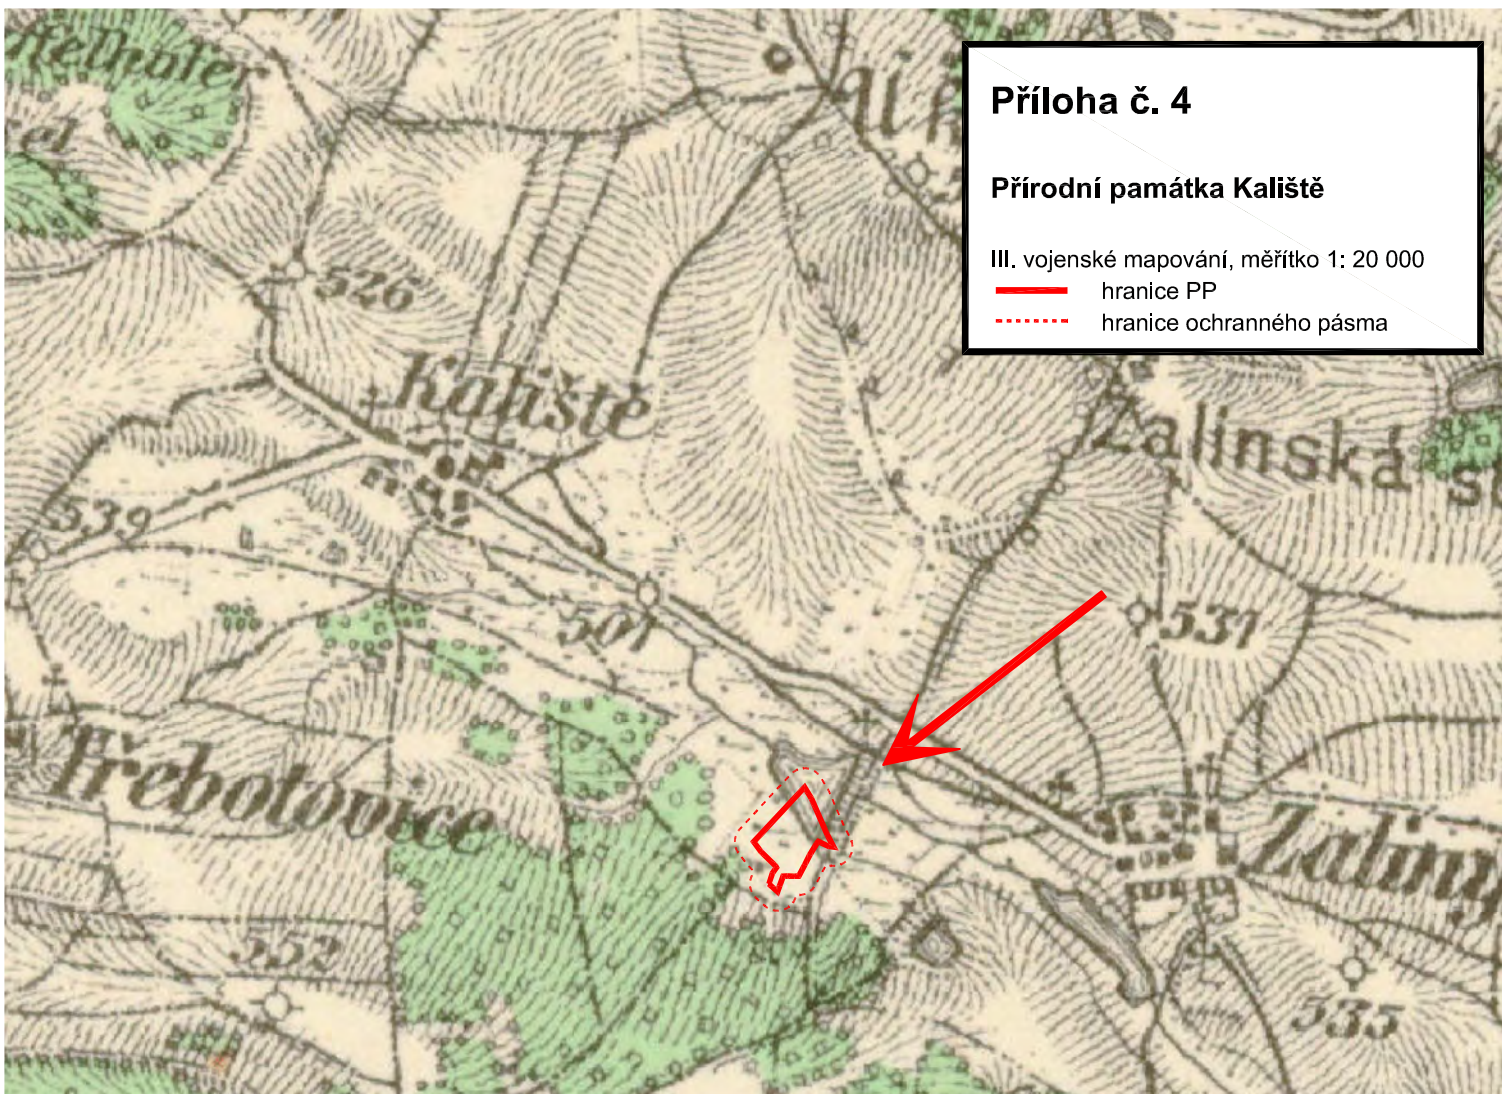 Příloha č. 4
Přírodní památka Kaliště
III. vojenské mapování, měřítko 1: 20 000
hranice PP
hranice ochranného pásma
526
Kaliště
Zalinská
539
501
531
Třebotovice
552
535